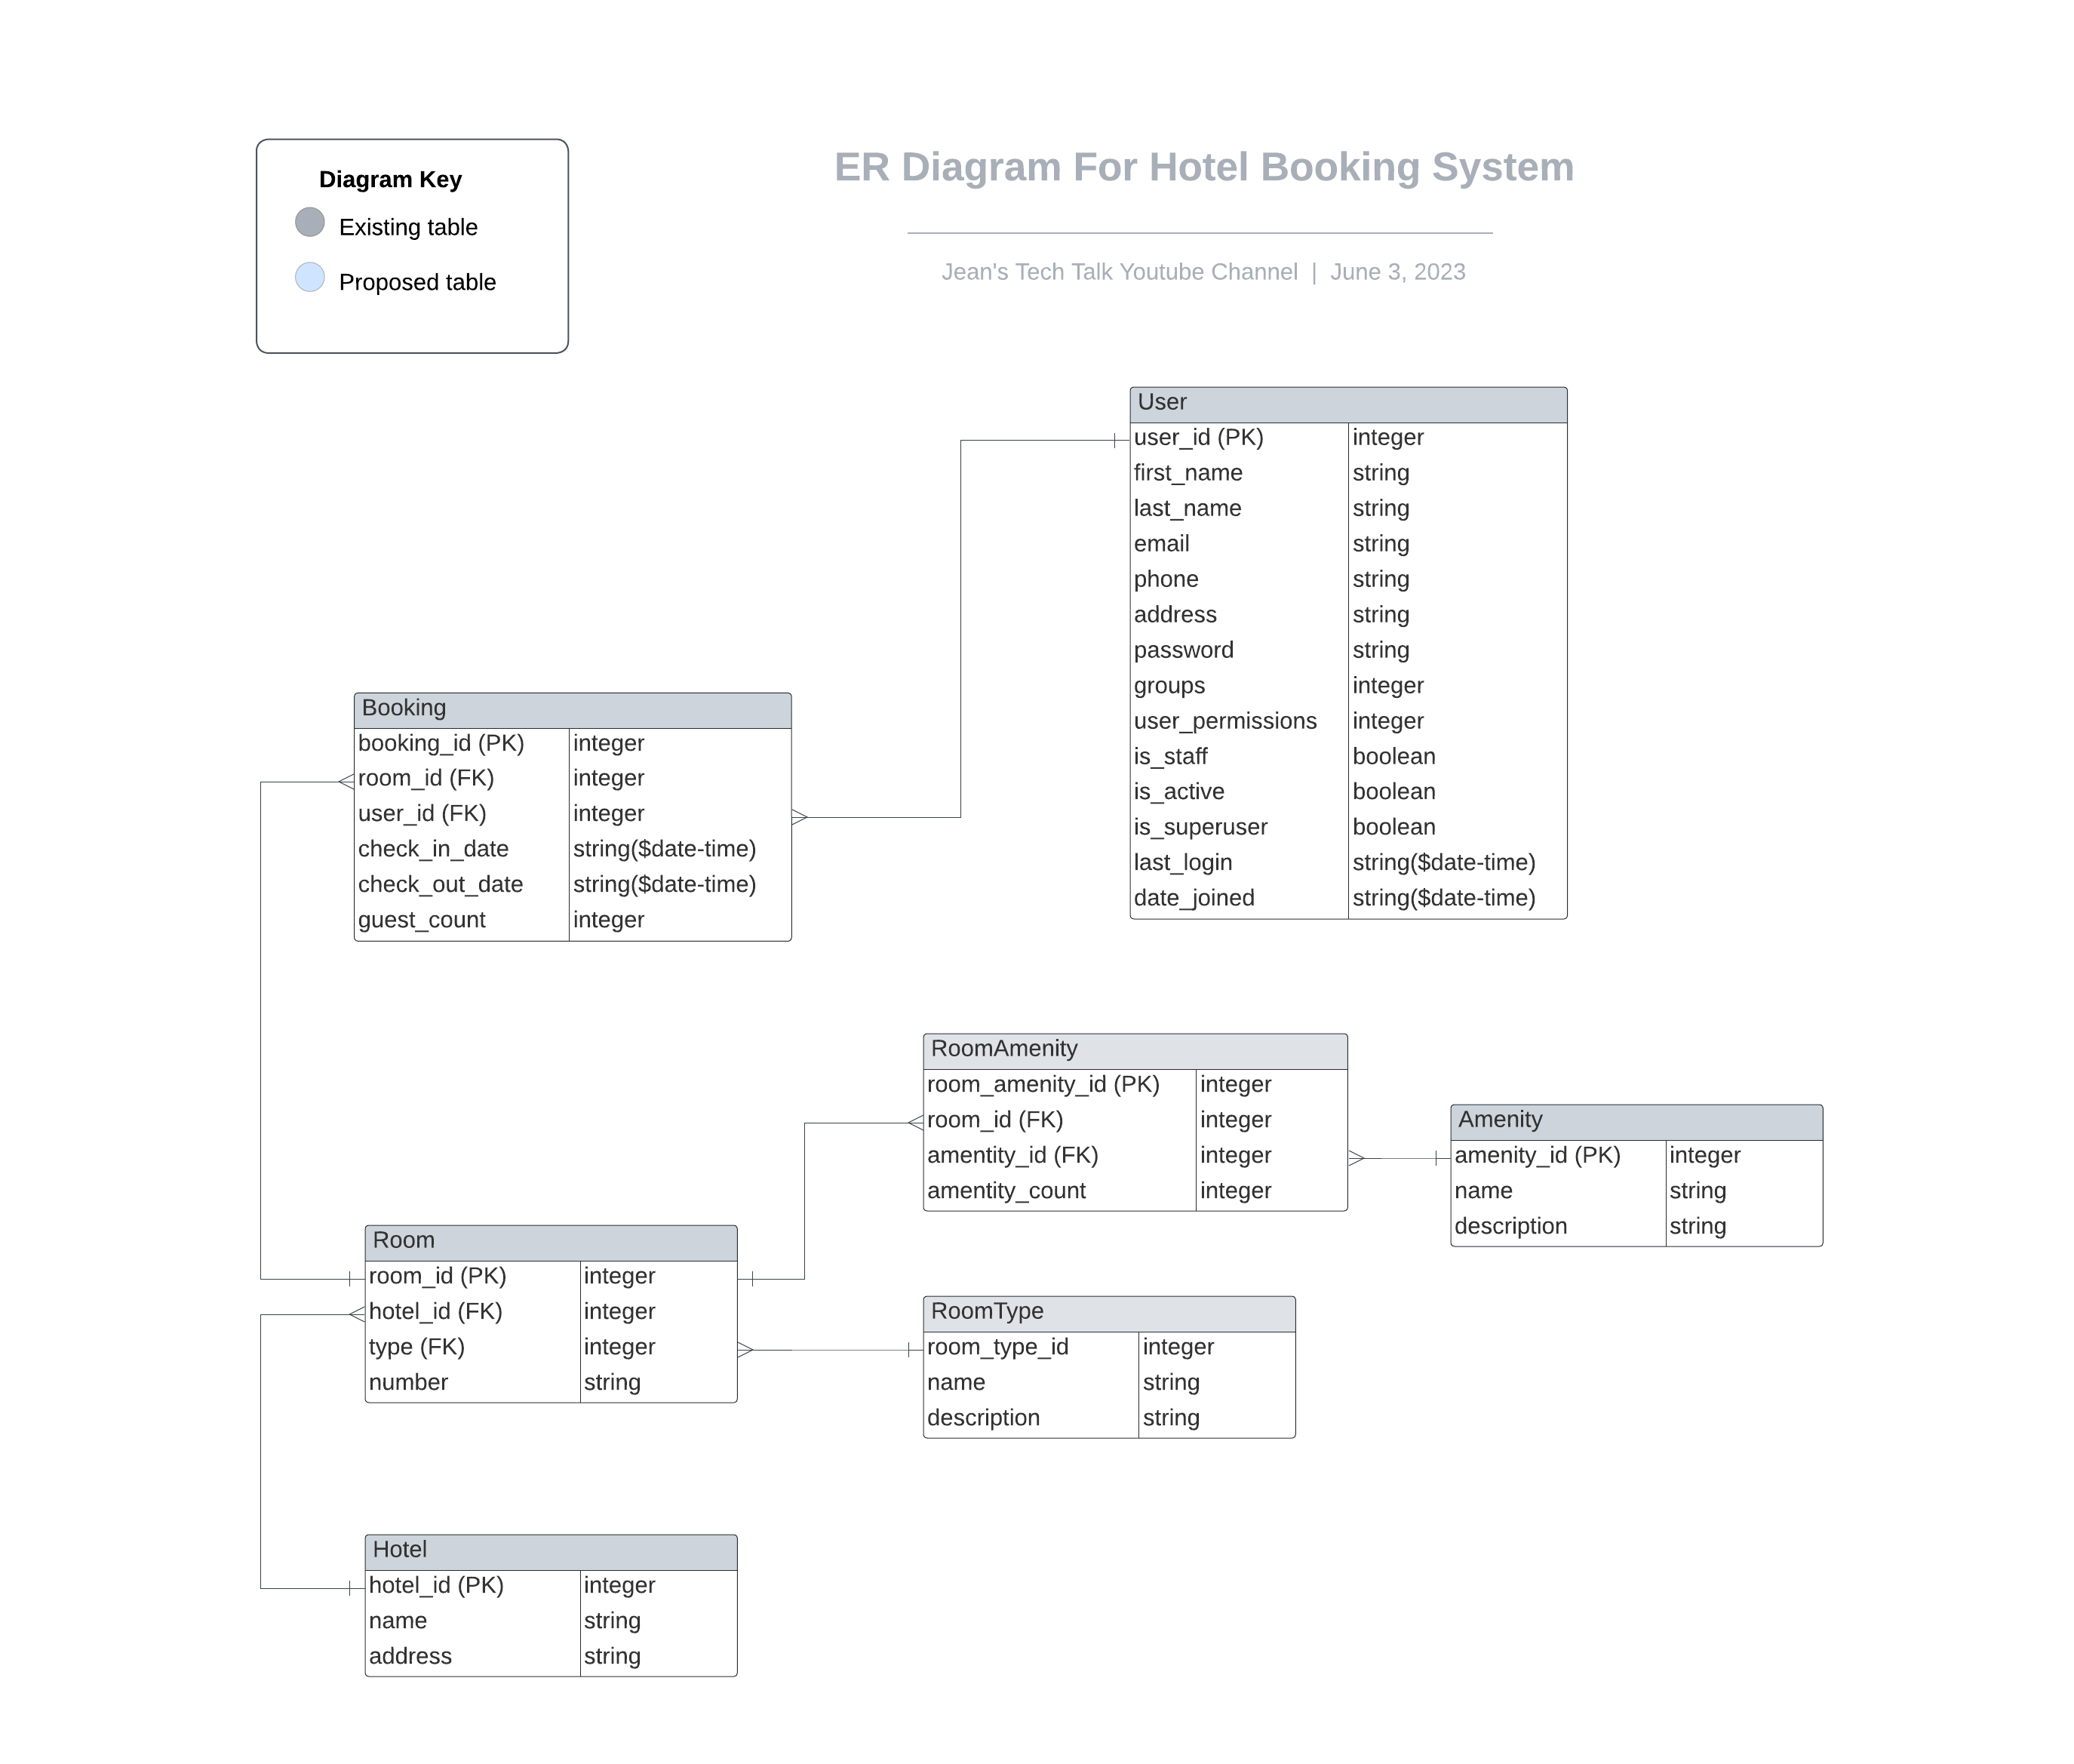 Diagram Key
Existing table
Proposed table
ER Diagram For Hotel Booking System
Jean's Tech Talk Youtube Channel | June 3, 2023
User
user_id (PK) integer
first_name string
last_name string
email string
phone string
address string
password string
groups integer
user_permissions integer
is_staff boolean
is_active boolean
is_superuser boolean
last_login string($date-time)
date_joined string($date-time)
Booking
booking_id (PK) integer
room_id (FK) integer
user_id (FK) integer
check_in_date string($date-time)
check_out_date string($date-time)
guest_count integer
RoomAmenity
room_amenity_id (PK) integer
room_id (FK) integer
amentity_id (FK) integer
amentity_count integer
Amenity
amenity_id (PK) integer
name string
description string
Room
room_id (PK) integer
hotel_id (FK) integer
type (FK) integer
number string
RoomType
room_type_id integer
name string
description string
Hotel
hotel_id (PK) integer
name string
address string